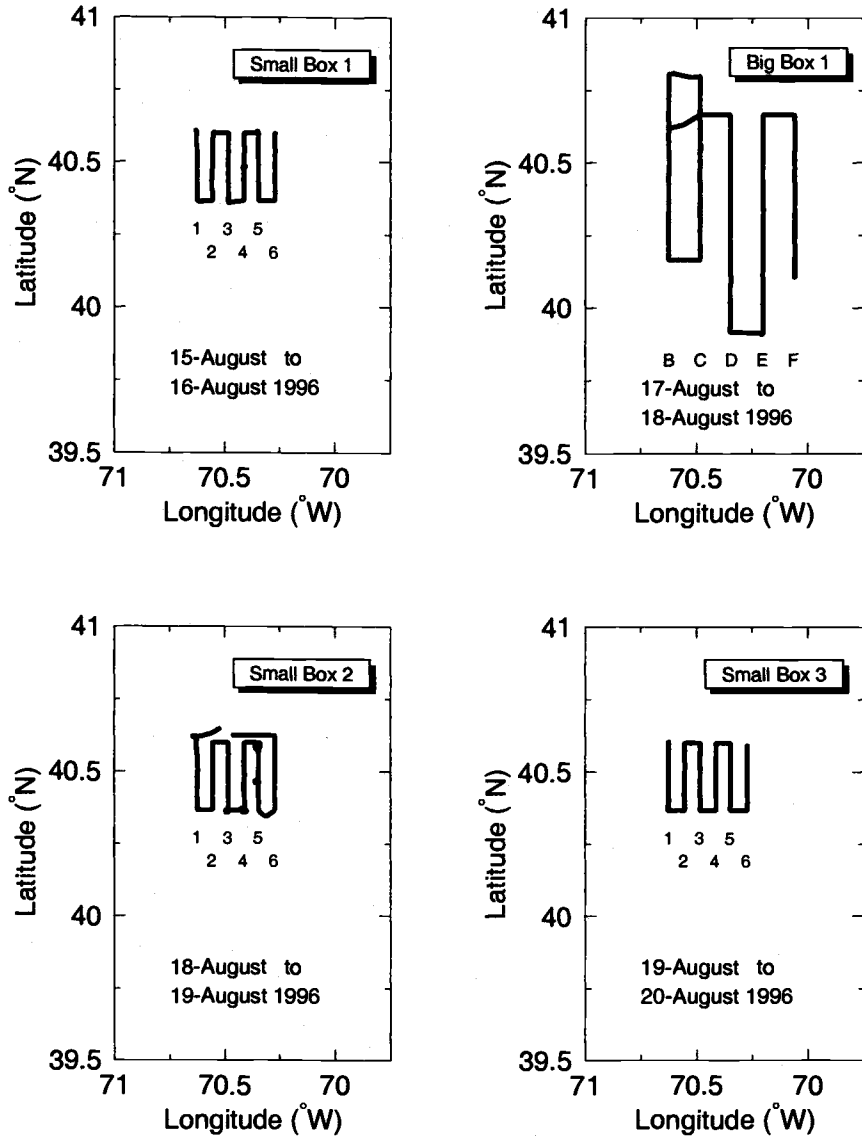 Small Box 1
41
40.5
40
39.5
Latitude (°N)
1 3 5
2 4 6
15-August to
16-August 1996
71 70.5 70
Longitude (°W)
Big Box 1
41
40.5
40
39.5
Latitude (°N)
B C D E F
17-August to
18-August 1996
71 70.5 70
Longitude (°W)
Small Box 2
41
40.5
40
39.5
Latitude (°N)
1 3 5
2 4 6
18-August to
19-August 1996
71 70.5 70
Longitude (°W)
Small Box 3
41
40.5
40
39.5
Latitude (°N)
1 3 5
2 4 6
19-August to
20-August 1996
71 70.5 70
Longitude (°W)